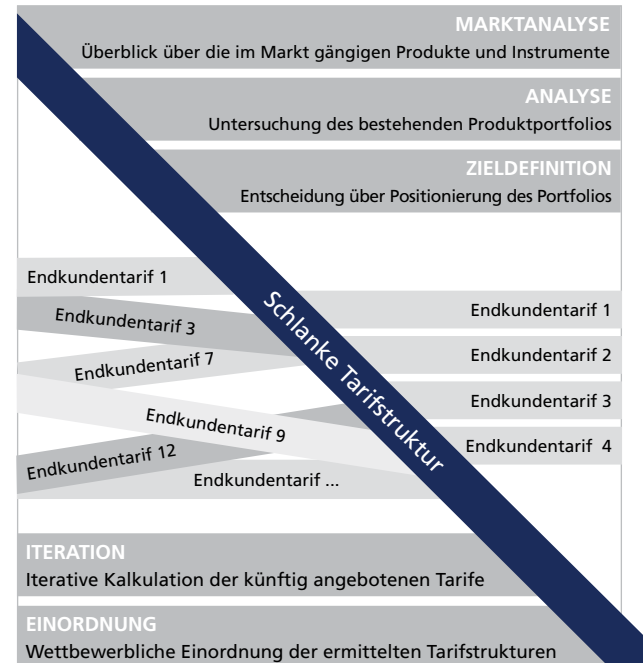 MARKTANALYSE
Überblick über die im Markt gängigen Produkte und Instrumente
ANALYSE
Untersuchung des bestehenden Produktportfolios
ZIELDEFINITION
Entscheidung über Positionierung des Portfolios
Endkundentarif 1
Endkundentarif 3
Endkundentarif 7
Endkundentarif 9
Endkundentarif 12
Endkundentarif ...
Schlanke Tarifstruktur
Endkundentarif 1
Endkundentarif 2
Endkundentarif 3
Endkundentarif 4
ITERATION
Iterative Kalkulation der künftig angebotenen Tarife
EINORDNUNG
Wettbewerbliche Einordnung der ermittelten Tarifstrukturen